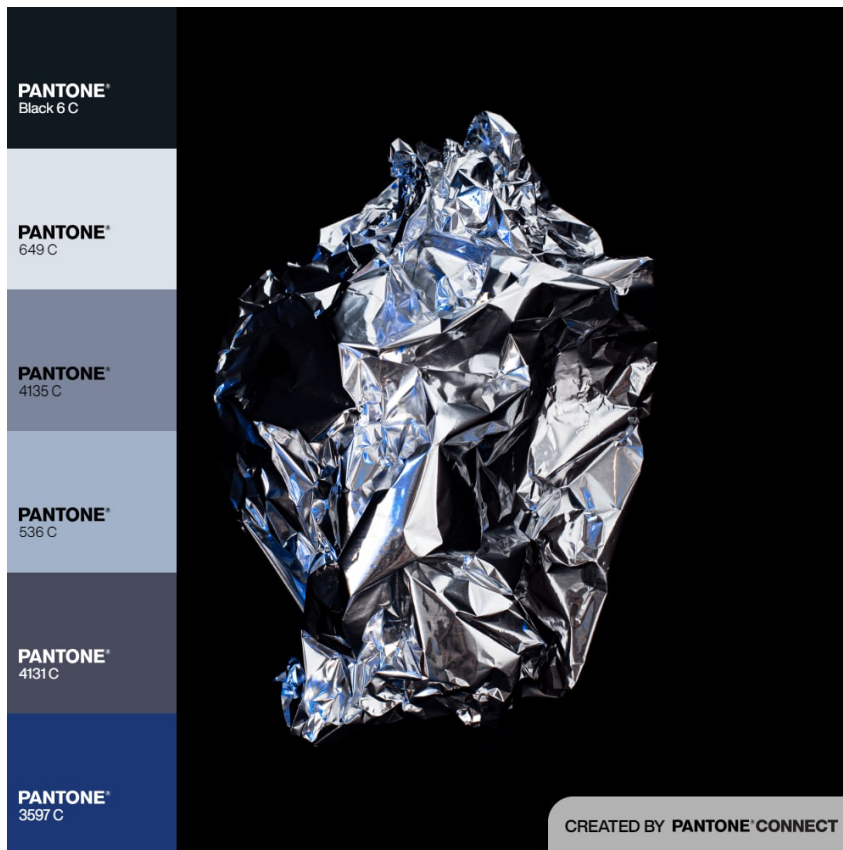 PANTONE®
Black 6 C
PANTONE®
649 C
PANTONE®
4135 C
PANTONE®
536 C
PANTONE®
4131 C
PANTONE®
3597 C
CREATED BY PANTONE® CONNECT